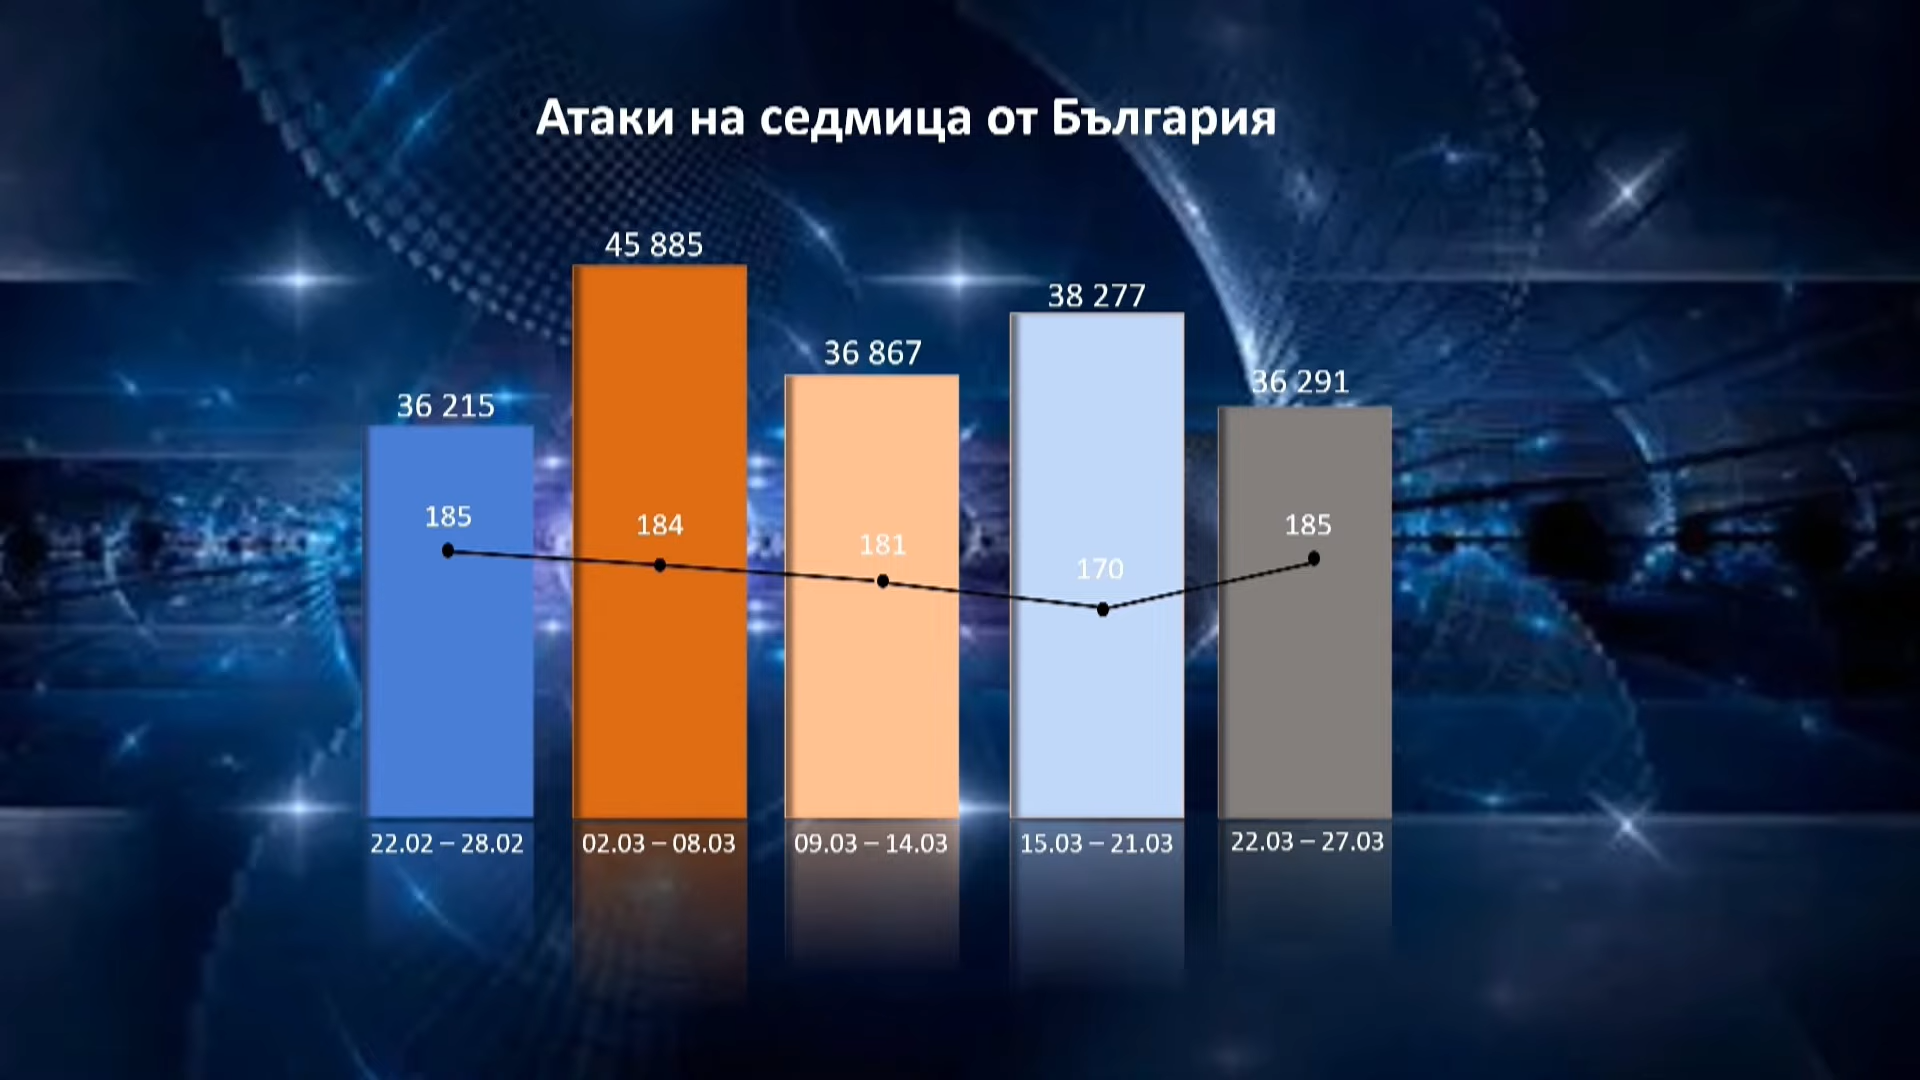 Атаки на седмица от България
45 885
38 277
36 867
36 291
36 215
185
184
181
170
185
22.02 – 28.02
02.03 – 08.03
09.03 – 14.03
15.03 – 21.03
22.03 – 27.03